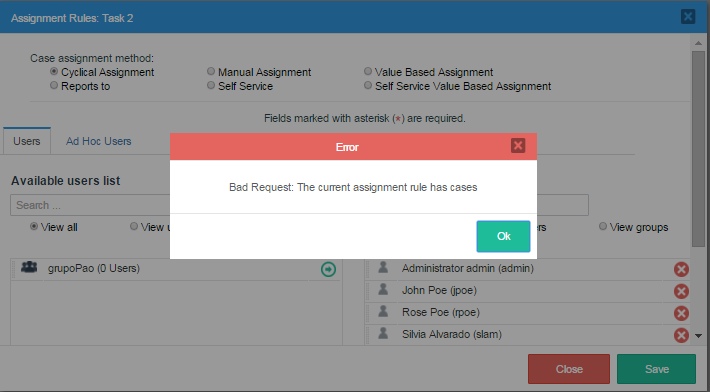 Assignment Rules: Task 2
Case assignment method:
Cyclical Assignment Manual Assignment Value Based Assignment
Reports to Self Service Self Service Value Based Assignment
Fields marked with asterisk (*) are required.
Users Ad Hoc Users
Error
Bad Request: The current assignment rule has cases
Ok
Available users list
Search ...
View all View View groups
grupoPao (0 Users)
Administrator admin (admin)
John Poe (jpoe)
Rose Poe (rpoe)
Silvia Alvarado (slam)
Close Save